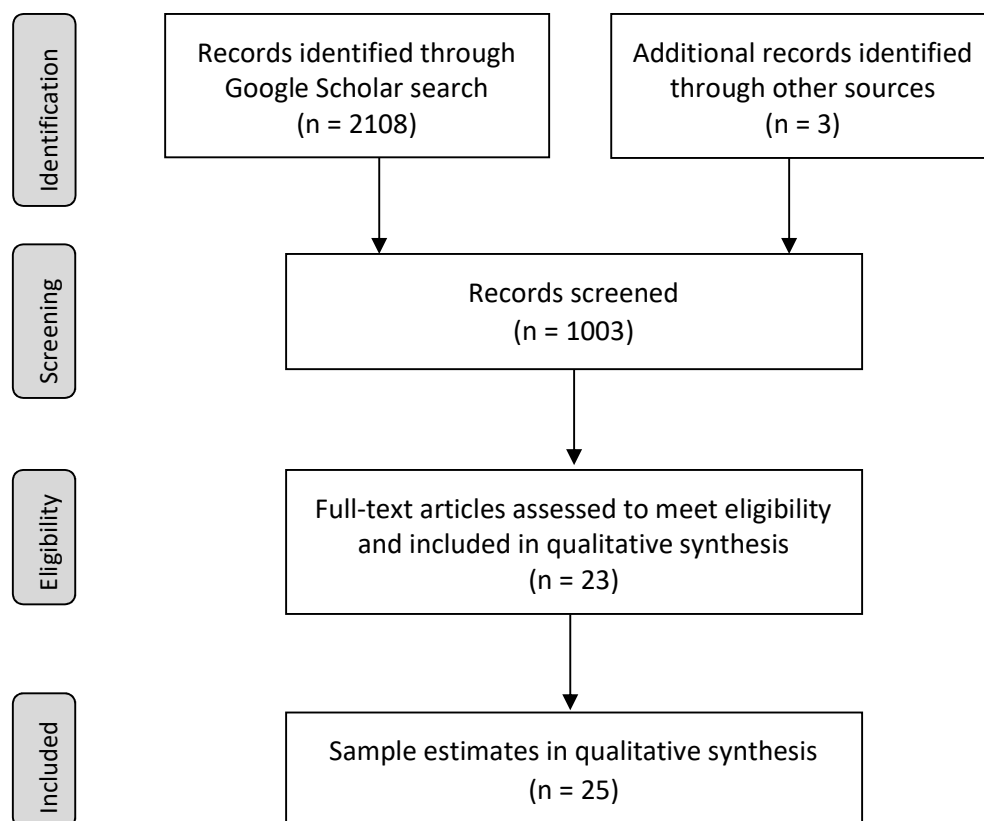 Identification
Records identified through
Google Scholar search
(n = 2108)
Additional records identified
through other sources
(n = 3)
Screening
Records screened
(n = 1003)
Eligibility
Full-text articles assessed to meet eligibility
and included in qualitative synthesis
(n = 23)
Included
Sample estimates in qualitative synthesis
(n = 25)